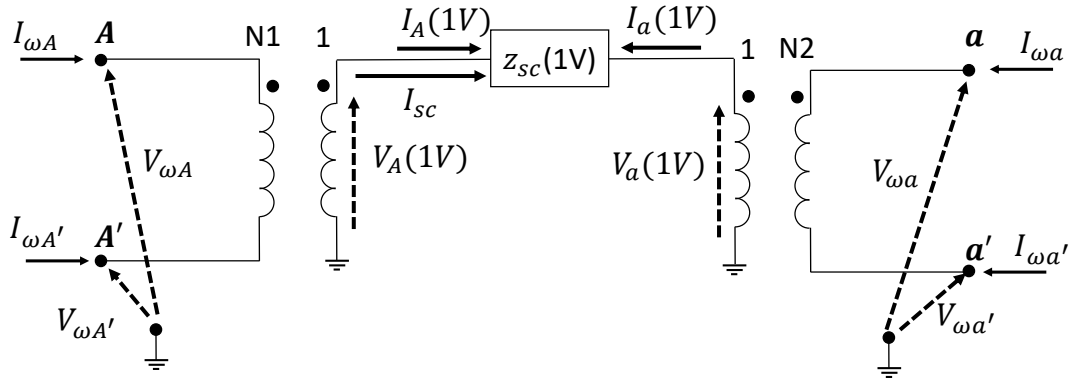 I_{ωA}
A
N1
1
I_A(1V)
I_a(1V)
z_{sc}(1V)
I_{sc}
1
N2
a
I_{ωa}
V_{ωA}
V_A(1V)
V_a(1V)
V_{ωa}
I_{ωA'}
A'
a'
I_{ωa'}
V_{ωA'}
V_{ωa'}